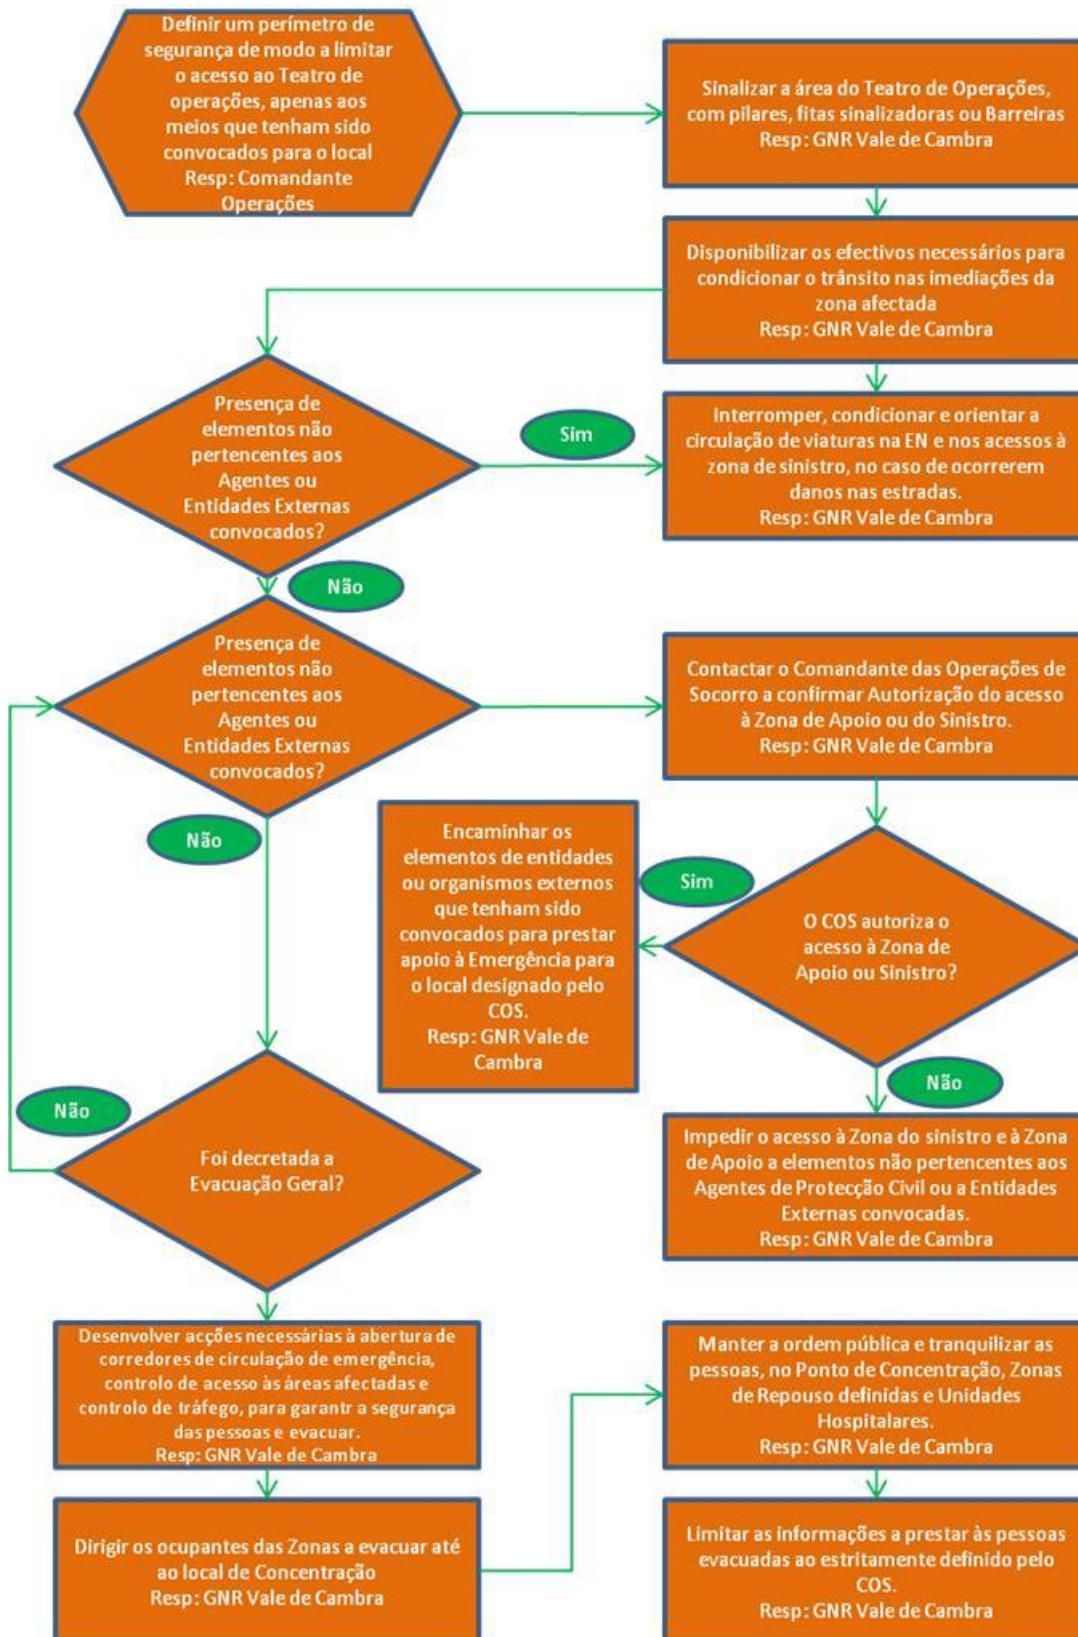 Definir um perímetro de
segurança de modo a limitar
o acesso ao Teatro de
operações, apenas aos
meios que tenham sido
convocados para o local
Resp: Comandante
Operações
Sinalizar a área do Teatro de Operações,
com pilares, fitas sinalizadoras ou Barreiras
Resp: GNR Vale de Cambra
Disponibilizar os efectivos necessários para
condicionar o trânsito nas imediações da
zona afectada
Resp: GNR Vale de Cambra
Presença de
elementos não
pertencentes aos
Agentes ou
Entidades Externas
convocados?
Sim
Interromper, condicionar e orientar a
circulação de viaturas na EN e nos acessos à
zona de sinistro, no caso de ocorrerem
danos nas estradas.
Resp: GNR Vale de Cambra
Não
Presença de
elementos não
pertencentes aos
Agentes ou
Entidades Externas
convocados?
Contactar o Comandante das Operações de
Socorro a confirmar Autorização do acesso
à Zona de Apoio ou do Sinistro.
Resp: GNR Vale de Cambra
Não
Encaminhar os
elementos de entidades
ou organismos externos
que tenham sido
convocados para prestar
apoio à Emergência para
o local designado pelo
COS.
Resp: GNR Vale de
Cambra
Sim
O COS autoriza o
acesso à Zona de
Apoio ou Sinistro?
Não
Não
Foi decretada a
Evacuação Geral?
Impedir o acesso à Zona do sinistro e à Zona
de Apoio a elementos não pertencentes aos
Agentes de Protecção Civil ou a Entidades
Externas convocadas.
Resp: GNR Vale de Cambra
Desenvolver acções necessárias à abertura de
corredores de circulação de emergência,
controlo de acesso às áreas afectadas e
controlo de tráfego, para garantr a segurança
das pessoas e evacuar.
Resp: GNR Vale de Cambra
Manter a ordem pública e tranquilizar as
pessoas, no Ponto de Concentração, Zonas
de Repouso definidas e Unidades
Hospitalares.
Resp: GNR Vale de Cambra
Dirigir os ocupantes das Zonas a evacuar até
ao local de Concentração
Resp: GNR Vale de Cambra
Limitar as informações a prestar às pessoas
evacuadas ao estritamente definido pelo
COS.
Resp: GNR Vale de Cambra